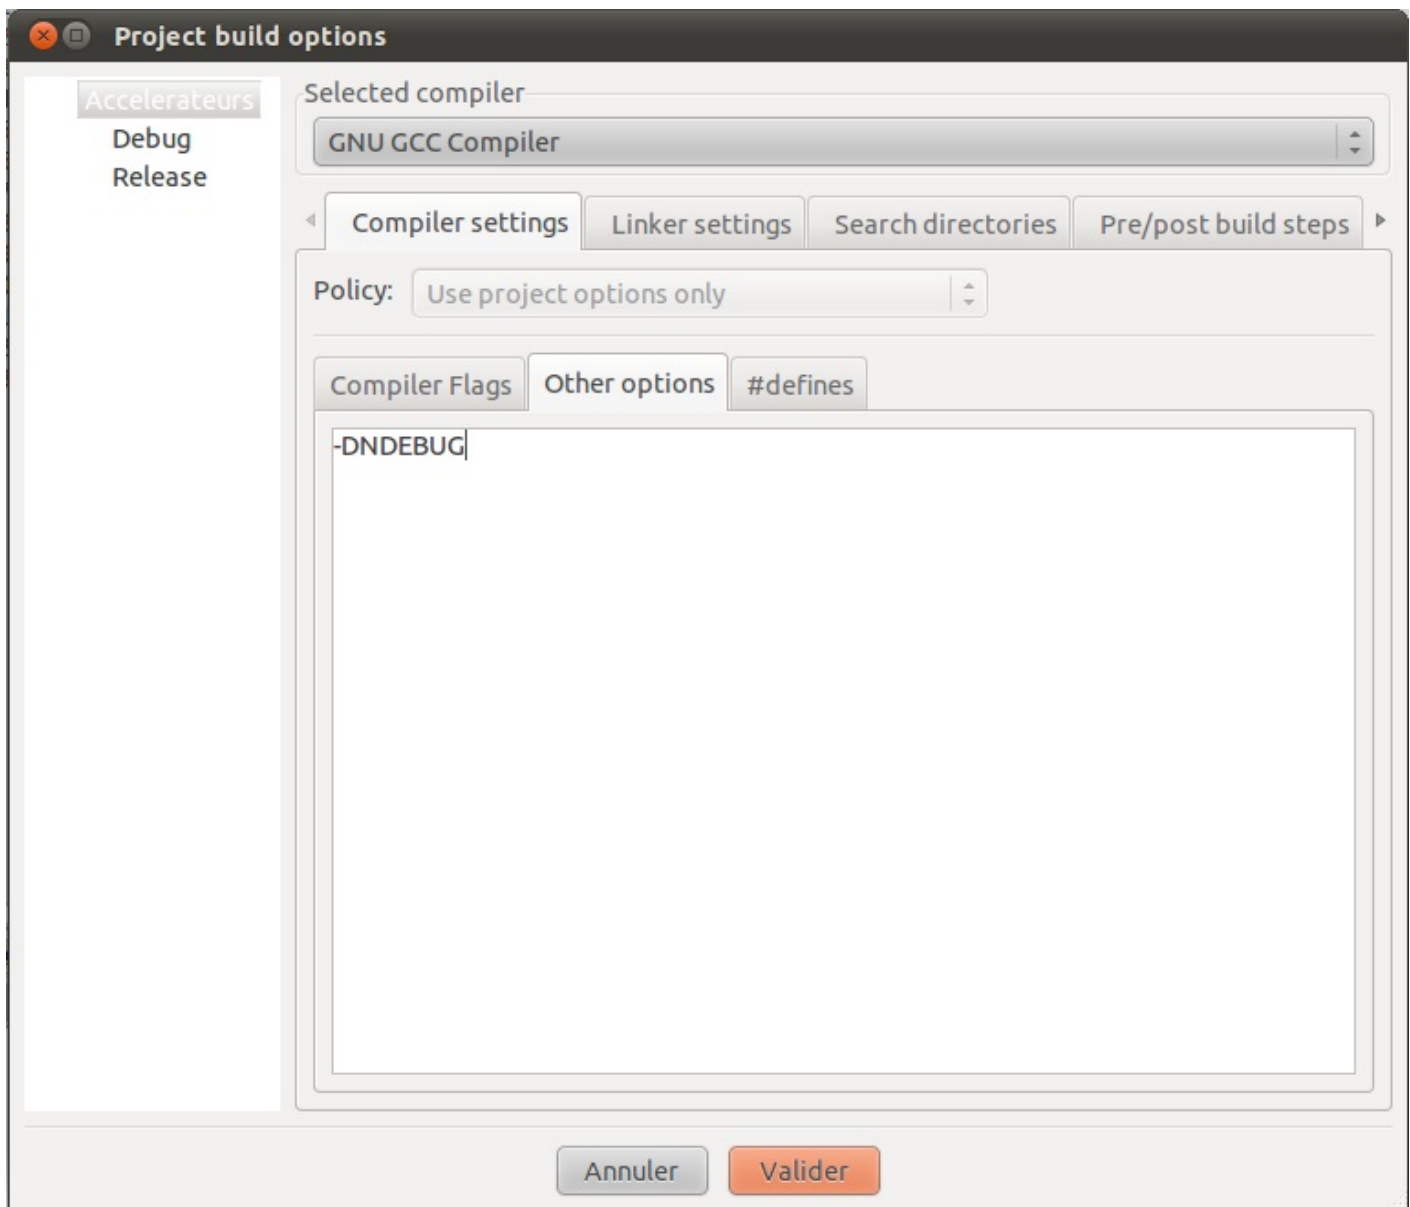 Project build options
Accelerateurs
Debug
Release
Selected compiler
GNU GCC Compiler
Compiler settings
Linker settings
Search directories
Pre/post build steps
Policy:
Use project options only
Compiler Flags
Other options
#defines
-DNDEBUG
Annuler
Valider